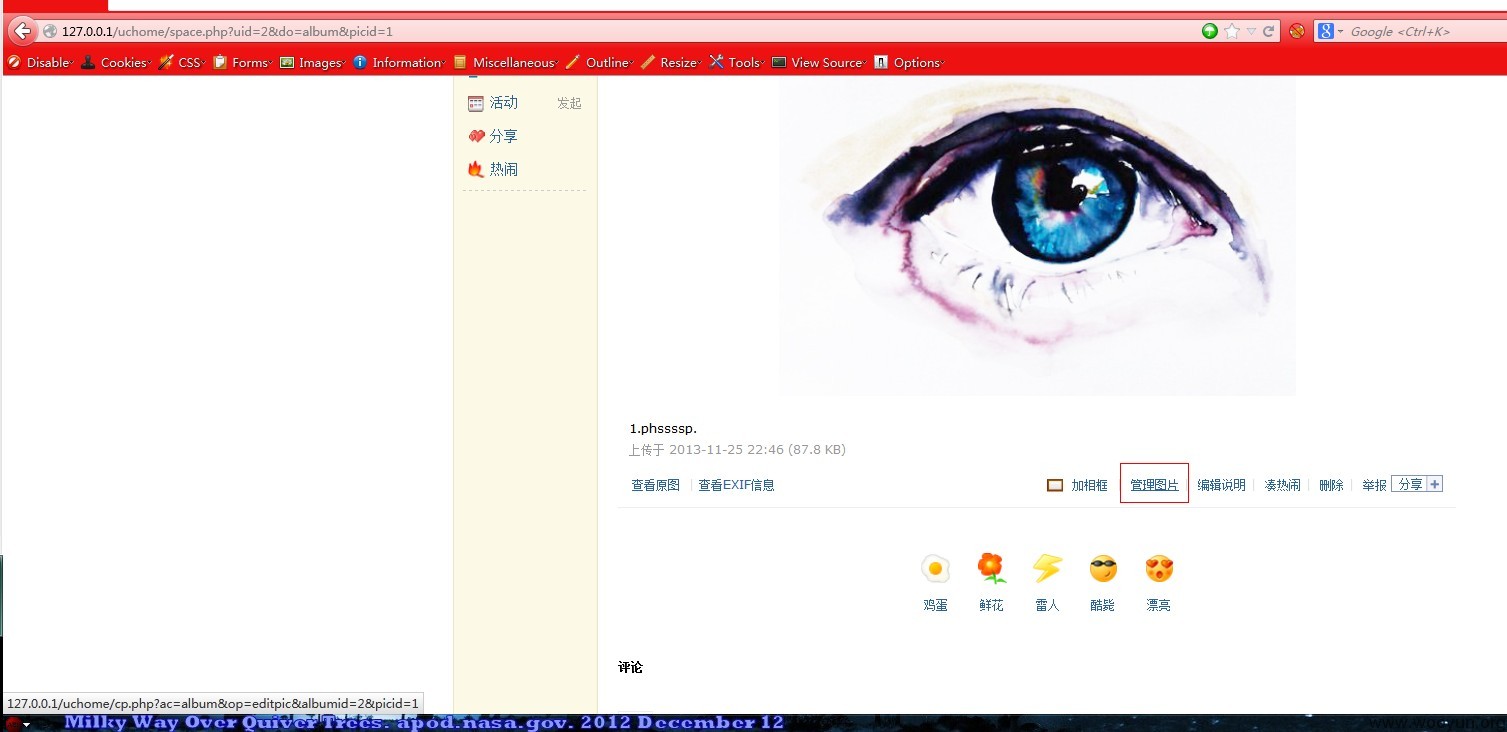 127.0.0.1/uchome/space.php?uid=2&do=album&picid=1
Google <Ctrl+K>
Disable Cookies CSS Forms Images Information Miscellaneous Outline Resize Tools View Source Options
活动 发起
分享
热闹
1.phssssp.
上传于 2013-11-25 22:46 (87.8 KB)
查看原图 查看EXIF信息 加相框 管理图片 编辑说明 凑热闹 删除 举报 分享
鸡蛋 鲜花 雷人 酷毙 漂亮
评论
127.0.0.1/uchome/cp.php?ac=album&op=editpic&albumid=2&picid=1
Milky Way Over Quiver Trees. apod.nasa.gov. 2012 December 12
www.wooyun.org